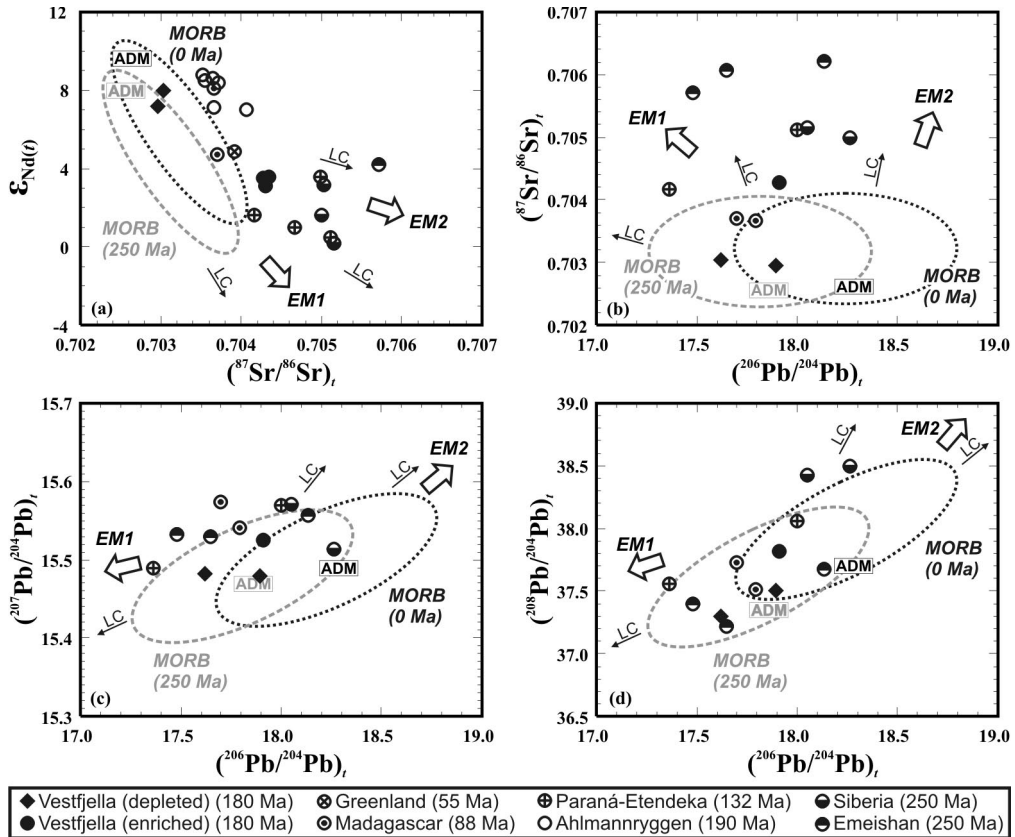 (a)
12
8
4
0
-4
εNd(t)
MORB
(0 Ma)
ADM
ADM
MORB
(250 Ma)
LC
LC
LC
EM1
EM2
0.702
0.703
0.704
0.705
0.706
0.707
(87Sr/86Sr)t
(b)
0.707
0.706
0.705
0.704
0.703
0.702
(87Sr/86Sr)t
EM1
EM2
LC
LC
LC
MORB
(250 Ma)
ADM
ADM
MORB
(0 Ma)
17.0
17.5
18.0
18.5
19.0
(206Pb/204Pb)t
(c)
15.7
15.6
15.5
15.4
15.3
(207Pb/204Pb)t
EM1
EM2
LC
LC
LC
ADM
ADM
MORB
(0 Ma)
MORB
(250 Ma)
17.0
17.5
18.0
18.5
19.0
(206Pb/204Pb)t
(d)
39.0
38.5
38.0
37.5
37.0
36.5
(208Pb/204Pb)t
EM1
EM2
LC
LC
LC
ADM
ADM
MORB
(0 Ma)
MORB
(250 Ma)
17.0
17.5
18.0
18.5
19.0
(206Pb/204Pb)t
Vestfjella (depleted) (180 Ma)
Greenland (55 Ma)
Paraná-Etendeka (132 Ma)
Siberia (250 Ma)
Vestfjella (enriched) (180 Ma)
Madagascar (88 Ma)
Ahlmannryggen (190 Ma)
Emeishan (250 Ma)